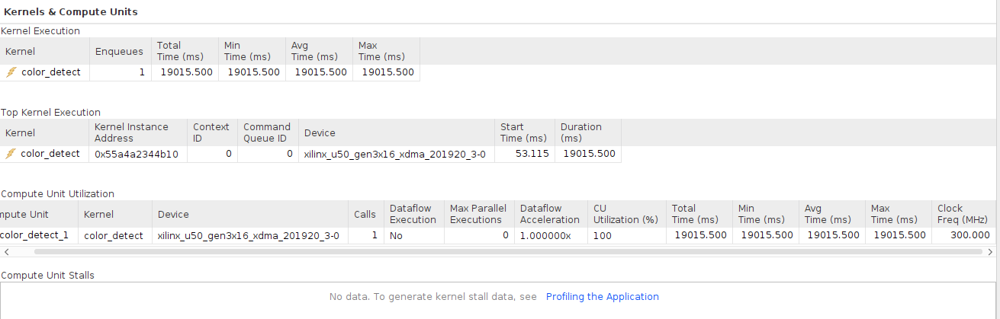 Kernels & Compute Units
Kernel Execution
Kernel Enqueues Total Time (ms) Min Time (ms) Avg Time (ms) Max Time (ms)
color_detect 1 19015.500 19015.500 19015.500 19015.500
Top Kernel Execution
Kernel Kernel Instance Address Context ID Command Queue ID Device Start Time (ms) Duration (ms)
color_detect 0x55a4a2344b10 0 0 xilinx_u50_gen3x16_xdma_201920_3-0 53.115 19015.500
Compute Unit Utilization
mpute Unit Kernel Device Calls Dataflow Execution Max Parallel Executions Dataflow Acceleration CU Utilization (%) Total Time (ms) Min Time (ms) Avg Time (ms) Max Time (ms) Clock Freq (MHz)
color_detect_1 color_detect xilinx_u50_gen3x16_xdma_201920_3-0 1 No 0 1.000000x 100 19015.500 19015.500 19015.500 19015.500 300.000
Compute Unit Stalls
No data. To generate kernel stall data, see Profiling the Application